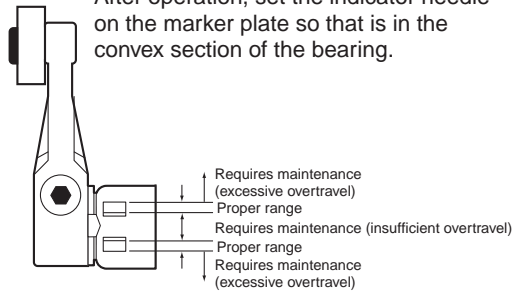 After operation, set the indicator needle
on the marker plate so that is in the
convex section of the bearing.
Requires maintenance
(excessive overtravel)
Proper range
Requires maintenance (insufficient overtravel)
Proper range
Requires maintenance
(excessive overtravel)